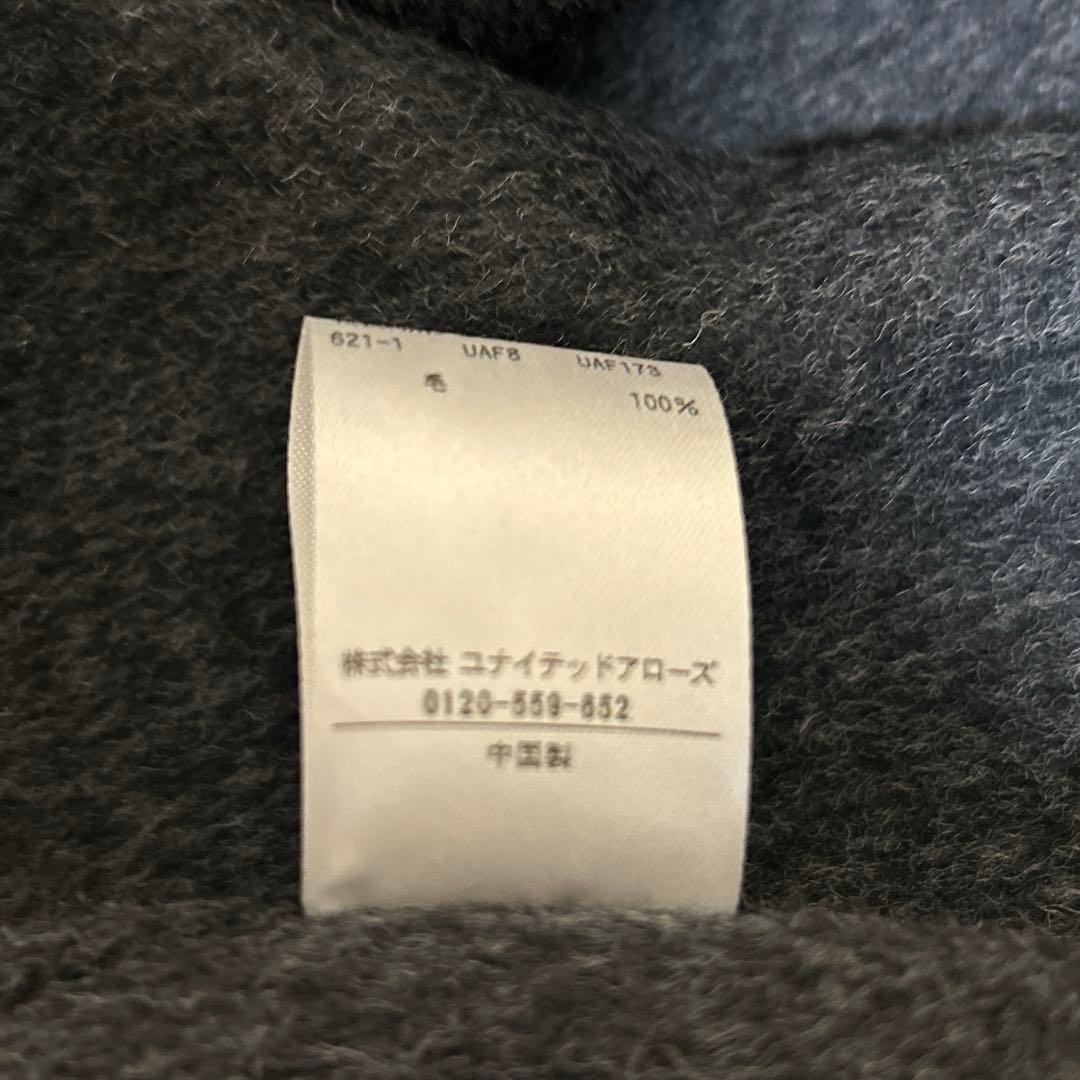 621-1 UAF8 UAF173
毛 100%
株式会社 ユナイテッドアローズ
0120-559-652
中国製